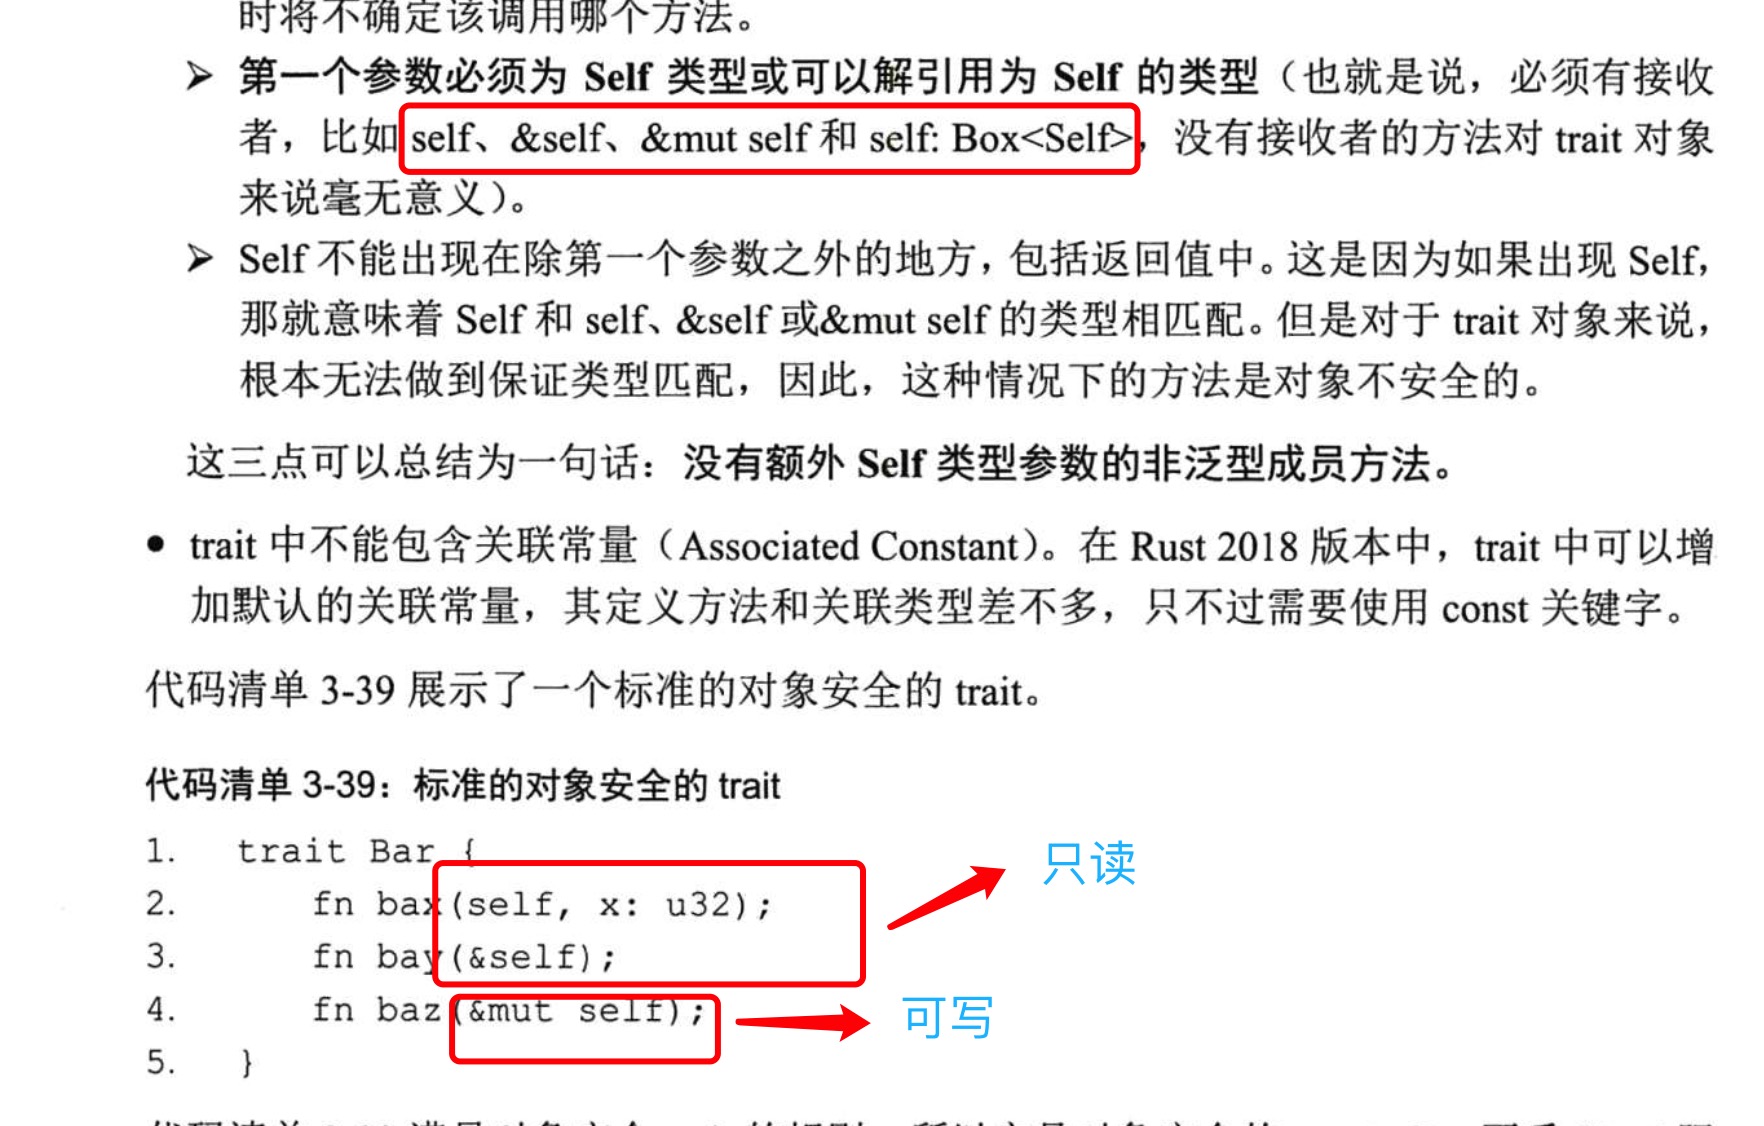 时将不确定该调用哪个方法。
➢ 第一个参数必须为 Self 类型或可以解引用为 Self 的类型（也就是说，必须有接收
者，比如 self、&self、&mut self 和 self: Box<Self>，没有接收者的方法对 trait 对象
来说毫无意义）。
➢ Self 不能出现在除第一个参数之外的地方，包括返回值中。这是因为如果出现 Self，
那就意味着 Self 和 self、&self 或&mut self 的类型相匹配。但是对于 trait 对象来说，
根本无法做到保证类型匹配，因此，这种情况下的方法是对象不安全的。
这三点可以总结为一句话：没有额外 Self 类型参数的非泛型成员方法。
● trait 中不能包含关联常量（Associated Constant）。在 Rust 2018 版本中，trait 中可以增
加默认的关联常量，其定义方法和关联类型差不多，只不过需要使用 const 关键字。
代码清单 3-39 展示了一个标准的对象安全的 trait。
代码清单 3-39：标准的对象安全的 trait
1. trait Bar {
2. fn bax(self, x: u32);
3. fn bay(&self);
4. fn baz(&mut self);
5. }
只读
可写